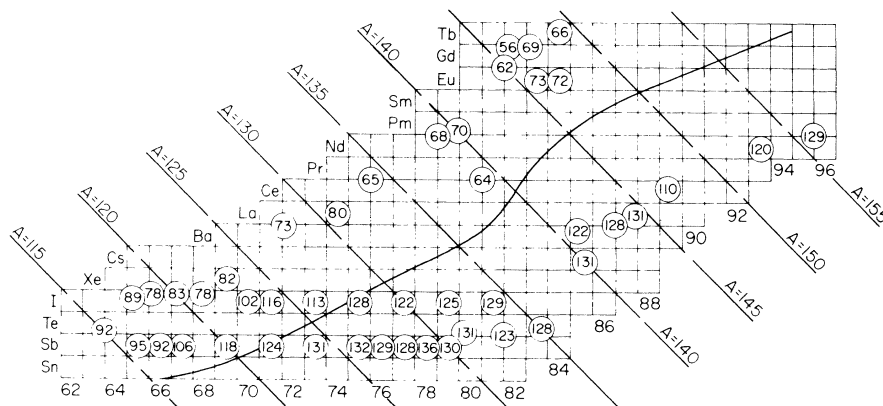 Tb 66
56 69
Gd 62
Eu 73 72
A=140
Sm
Pm 68 70 120 129
A=135
Nd 94 96
Pr 65 64 110
A=130
Ce 80 131 92 A=155
La 73 122 128 90
A=125
Ba 131 A=150
A=120
Cs 82 88
Xe 89 78 83 78 102 116 113 128 122 125 129 A=145
A=115
I 86
Te 92 131 123 128 A=140
Sb 95 92 106 118 124 131 132 129 128 136 130 84
Sn
62 64 66 68 70 72 74 76 78 80 82